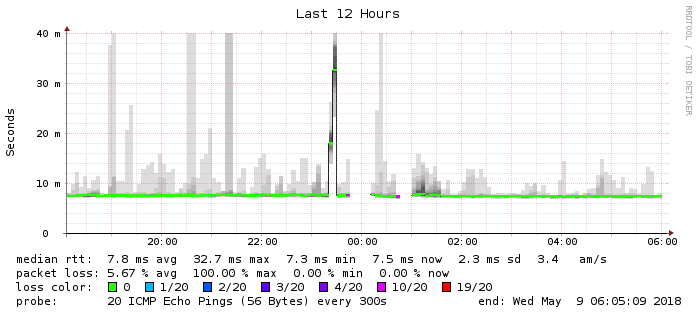 Last 12 Hours
RRDTOOL / TOBI OETIKER
Seconds
40 m
30 m
20 m
10 m
0
20:00 22:00 00:00 02:00 04:00 06:00
median rtt: 7.8 ms avg 32.7 ms max 7.3 ms min 7.5 ms now 2.3 ms sd 3.4 am/s
packet loss: 5.67 % avg 100.00 % max 0.00 % min 0.00 % now
loss color: 0 1/20 2/20 3/20 4/20 10/20 19/20
probe: 20 ICMP Echo Pings (56 Bytes) every 300s end: Wed May 9 06:05:09 2018